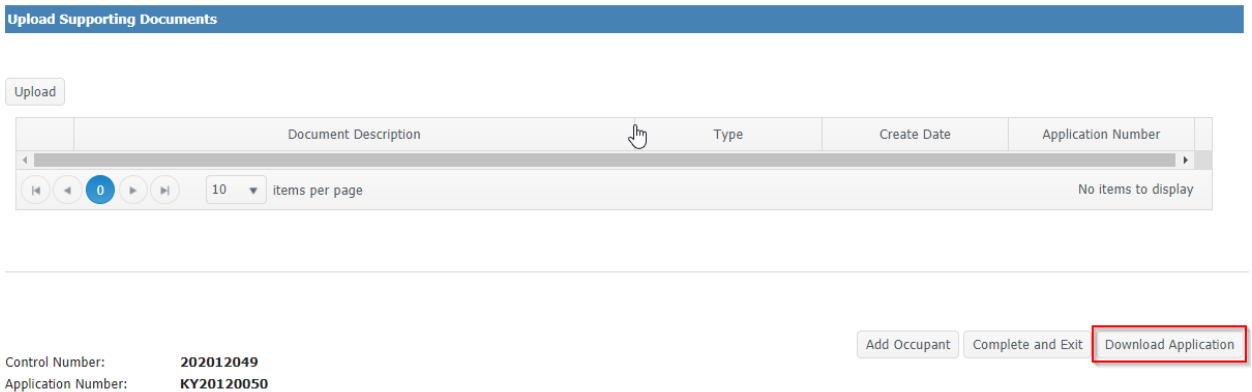 Upload Supporting Documents
Upload
Document Description Type Create Date Application Number
0 10 items per page No items to display
Add Occupant Complete and Exit Download Application
Control Number: 202012049
Application Number: KY20120050